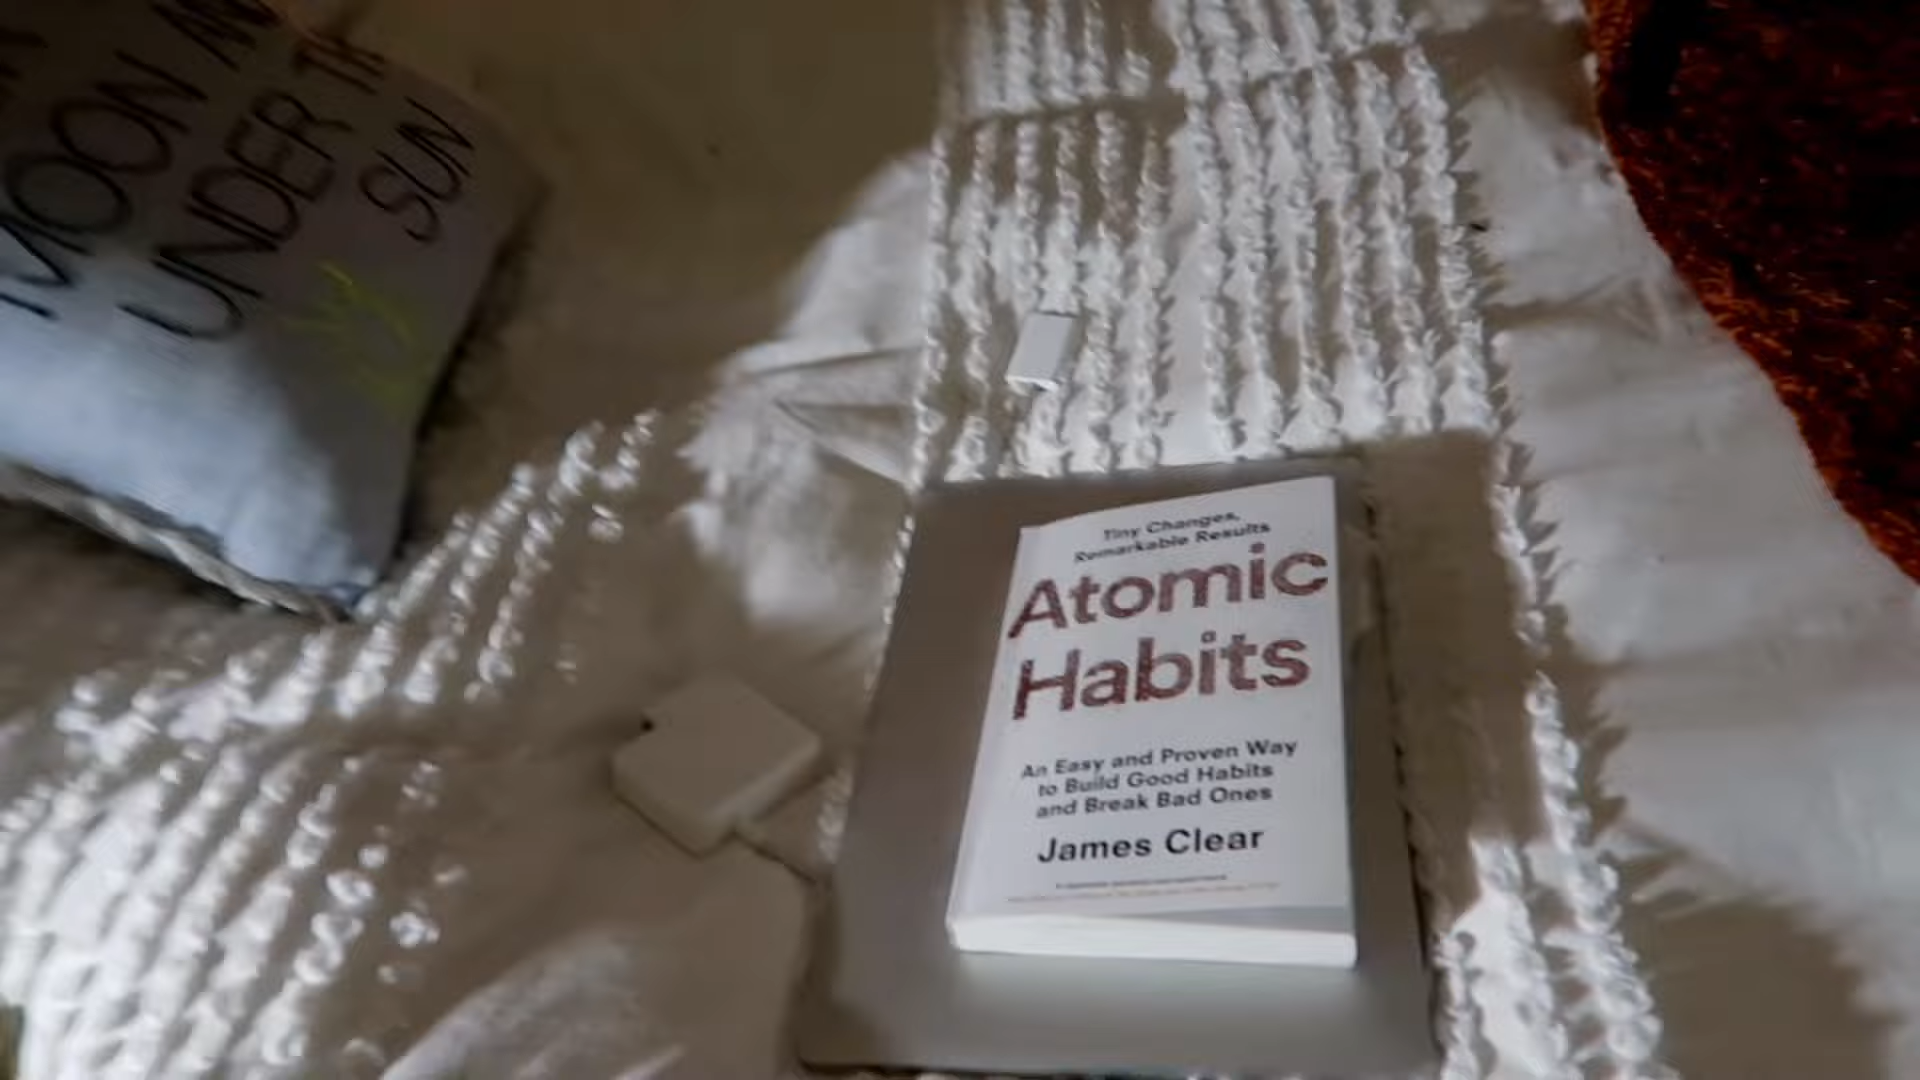 MOON
UNDER
SUN
Tiny Changes,
Remarkable Results
Atomic
Habits
An Easy and Proven Way
to Build Good Habits
and Break Bad Ones
James Clear